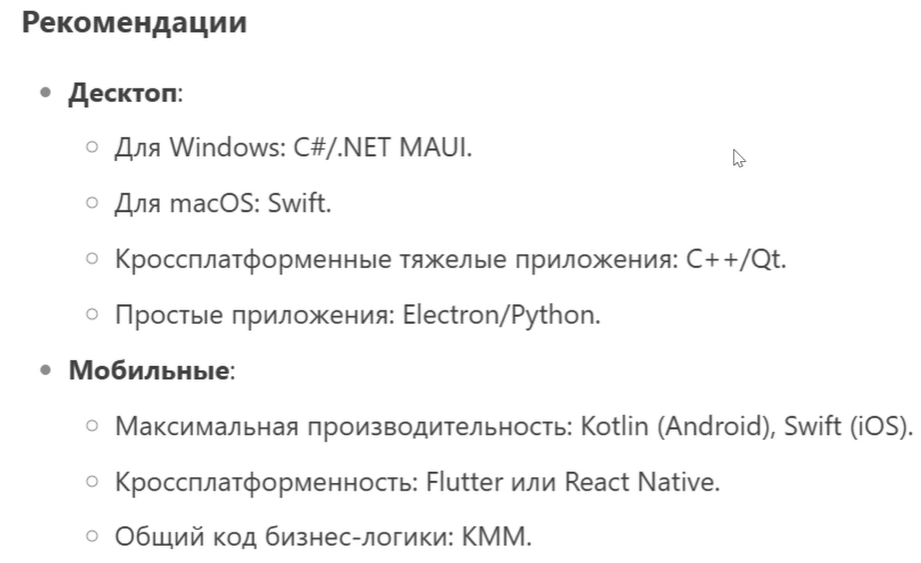 Рекомендации
Десктоп:
Для Windows: C#/.NET MAUI.
Для macOS: Swift.
Кроссплатформенные тяжелые приложения: C++/Qt.
Простые приложения: Electron/Python.
Мобильные:
Максимальная производительность: Kotlin (Android), Swift (iOS).
Кроссплатформенность: Flutter или React Native.
Общий код бизнес-логики: KMM.